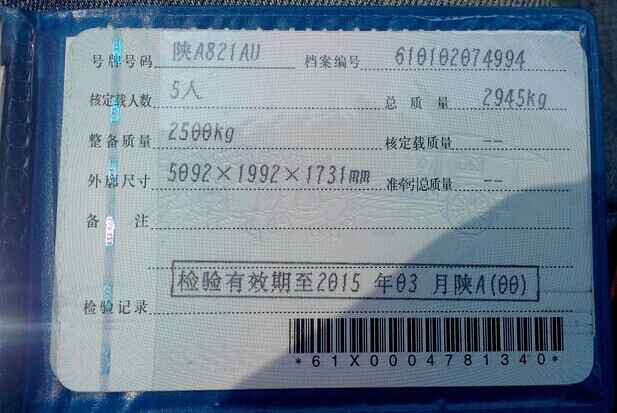 号牌号码 陕A821AU 档案编号 610102074994
核定载人数 5人 总质量 2945kg
整备质量 2500kg 核定载质量 --
外廓尺寸 5092×1992×1731mm 准牵引总质量 --
备注
检验有效期至2015 年03 月陕A(00)
检验记录
*61X0004781340*